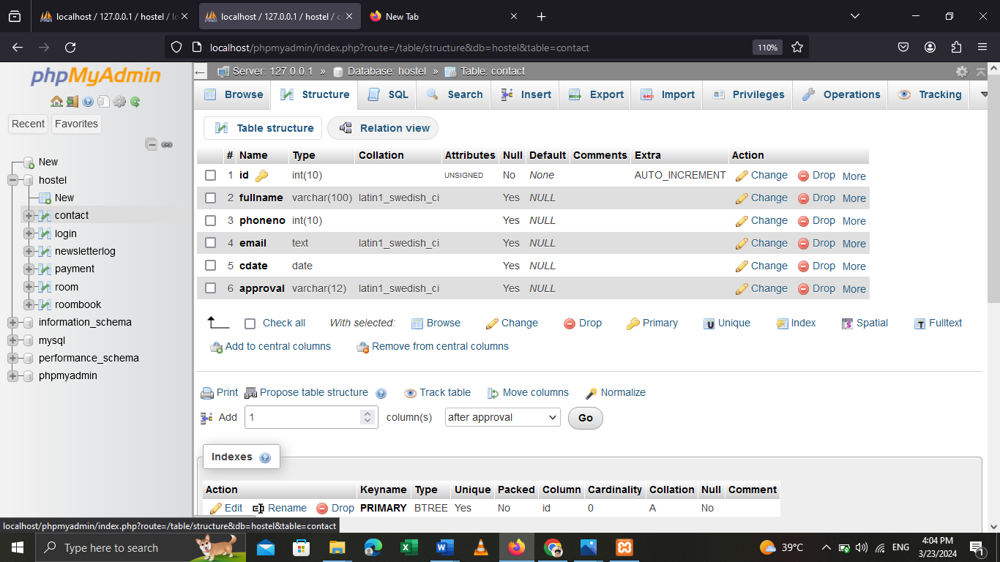 localhost / 127.0.0.1 / hostel / lo
localhost / 127.0.0.1 / hostel / c
New Tab
localhost/phpmyadmin/index.php?route=/table/structure&db=hostel&table=contact
110%
phpMyAdmin
Recent Favorites
New
hostel
New
contact
login
newsletterlog
payment
room
roombook
information_schema
mysql
performance_schema
phpmyadmin
Server: 127.0.0.1 » Database: hostel » Table: contact
Browse Structure SQL Search Insert Export Import Privileges Operations Tracking
Table structure Relation view
# Name Type Collation Attributes Null Default Comments Extra Action
1 id int(10) UNSIGNED No None AUTO_INCREMENT Change Drop More
2 fullname varchar(100) latin1_swedish_ci Yes NULL Change Drop More
3 phoneno int(10) Yes NULL Change Drop More
4 email text latin1_swedish_ci Yes NULL Change Drop More
5 cdate date Yes NULL Change Drop More
6 approval varchar(12) latin1_swedish_ci Yes NULL Change Drop More
Check all With selected: Browse Change Drop Primary Unique Index Spatial Fulltext
Add to central columns Remove from central columns
Print Propose table structure Track table Move columns Normalize
Add 1 column(s) after approval Go
Indexes
Action Keyname Type Unique Packed Column Cardinality Collation Null Comment
Edit Rename Drop PRIMARY BTREE Yes No id 0 A No
localhost/phpmyadmin/index.php?route=/table/structure&db=hostel&table=contact
Type here to search
39°C
ENG
4:04 PM
3/23/2024
1